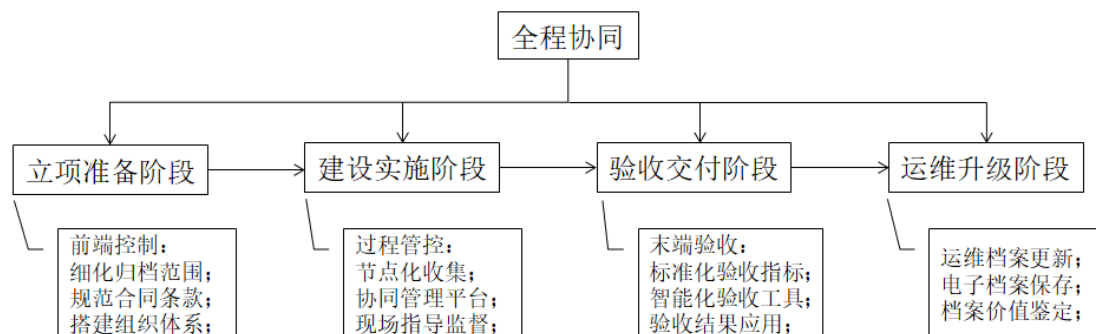 全程协同
立项准备阶段
建设实施阶段
验收交付阶段
运维升级阶段
前端控制：
细化归档范围；
规范合同条款；
搭建组织体系；
过程管控：
节点化收集；
协同管理平台；
现场指导监督；
末端验收：
标准化验收指标；
智能化验收工具；
验收结果应用；
运维档案更新；
电子档案保存；
档案价值鉴定；